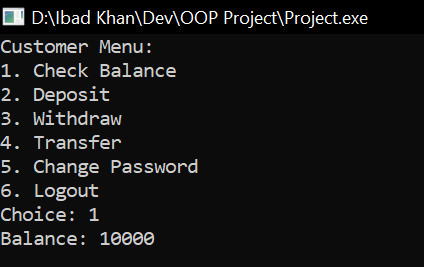 D:\Ibad Khan\Dev\OOP Project\Project.exe
Customer Menu:
1. Check Balance
2. Deposit
3. Withdraw
4. Transfer
5. Change Password
6. Logout
Choice: 1
Balance: 10000